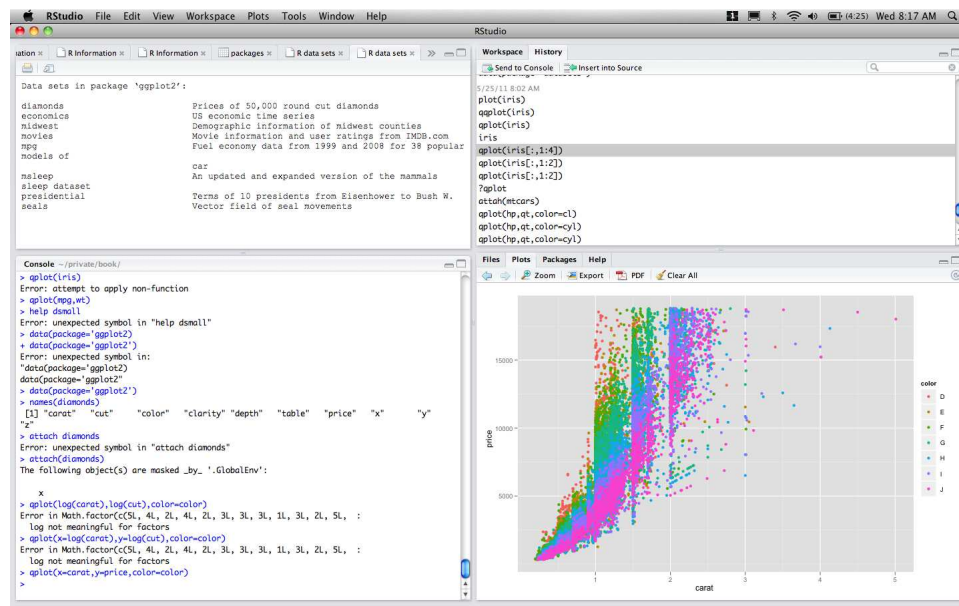 RStudio File Edit View Workspace Plots Tools Window Help
(4:25) Wed 8:17 AM
RStudio
ation × R Information × R Information × packages × R data sets × R data sets ×
Data sets in package 'ggplot2':
diamonds Prices of 50,000 round cut diamonds
economics US economic time series
midwest Demographic information of midwest counties
movies Movie information and user ratings from IMDB.com
mpg Fuel economy data from 1999 and 2008 for 38 popular
models of
car
msleep An updated and expanded version of the mammals
sleep dataset
presidential Terms of 10 presidents from Eisenhower to Bush W.
seals Vector field of seal movements
Workspace History
Send to Console Insert into Source
5/25/11 8:02 AM
plot(iris)
qqplot(iris)
qplot(iris)
iris
qplot(iris[:,1:4])
qplot(iris[:,1:2])
qplot(iris[:,1:2])
?qplot
attah(mtcars)
qplot(hp,qt,color=cl)
qplot(hp,qt,color=cyl)
qplot(hp,qt,color=cyl)
Console ~/private/book/
> qplot(iris)
Error: attempt to apply non-function
> qplot(mpg,wt)
> help dsmall
Error: unexpected symbol in "help dsmall"
> data(package='ggplot2)
+ data(package='ggplot2')
Error: unexpected symbol in:
"data(package='ggplot2)
data(package='ggplot2"
> data(package='ggplot2')
> names(diamonds)
[1] "carat" "cut" "color" "clarity" "depth" "table" "price" "x" "y"
"z"
> attach diamonds
Error: unexpected symbol in "attach diamonds"
> attach(diamonds)
The following object(s) are masked _by_ '.GlobalEnv':
x
> qplot(log(carat),log(cut),color=color)
Error in Math.factor(c(5L, 4L, 2L, 4L, 2L, 3L, 3L, 3L, 1L, 3L, 2L, 5L, :
log not meaningful for factors
> qplot(x=log(carat),y=log(cut),color=color)
Error in Math.factor(c(5L, 4L, 2L, 4L, 2L, 3L, 3L, 3L, 1L, 3L, 2L, 5L, :
log not meaningful for factors
> qplot(x=carat,y=price,color=color)
>
Files Plots Packages Help
Zoom Export PDF Clear All
price
15000
10000
5000
1 2 3 4 5
carat
color
D
E
F
G
H
I
J